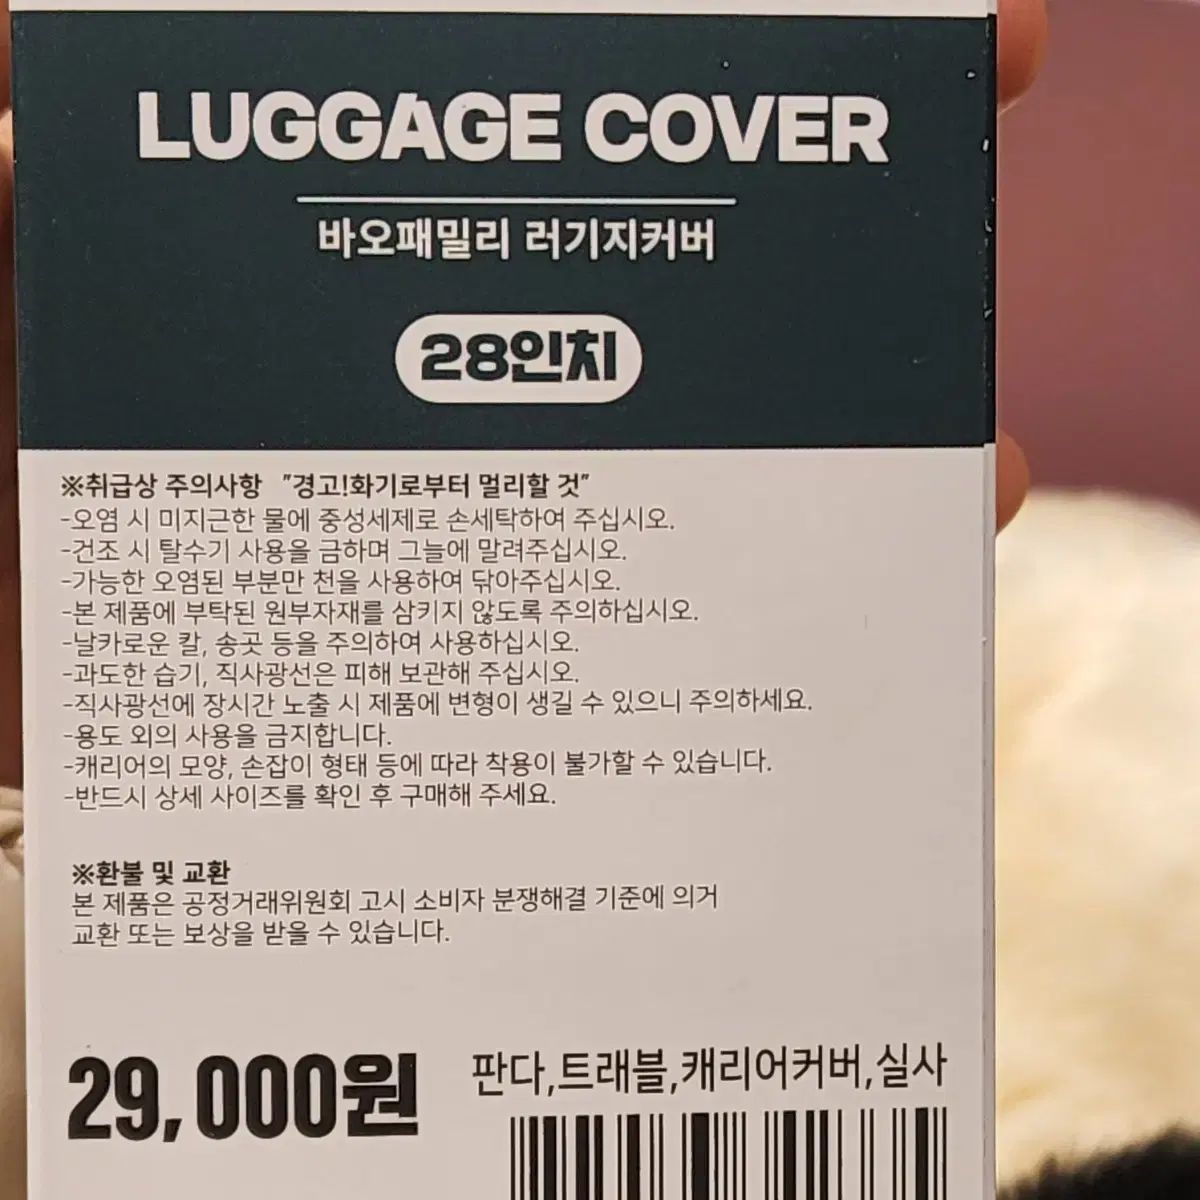 LUGGAGE COVER
바오패밀리 러기지커버
28인치
※취급상 주의사항 "경고!화기로부터 멀리할 것"
-오염 시 미지근한 물에 중성세제로 손세탁하여 주십시오.
-건조 시 탈수기 사용을 금하며 그늘에 말려주십시오.
-가능한 오염된 부분만 천을 사용하여 닦아주십시오.
-본 제품에 부탁된 원부자재를 삼키지 않도록 주의하십시오.
-날카로운 칼, 송곳 등을 주의하여 사용하십시오.
-과도한 습기, 직사광선은 피해 보관해 주십시오.
-직사광선에 장시간 노출 시 제품에 변형이 생길 수 있으니 주의하세요.
-용도 외의 사용을 금지합니다.
-캐리어의 모양, 손잡이 형태 등에 따라 착용이 불가할 수 있습니다.
-반드시 상세 사이즈를 확인 후 구매해 주세요.
※환불 및 교환
본 제품은 공정거래위원회 고시 소비자 분쟁해결 기준에 의거
교환 또는 보상을 받을 수 있습니다.
29,000원
판다,트래블,캐리어커버,실사